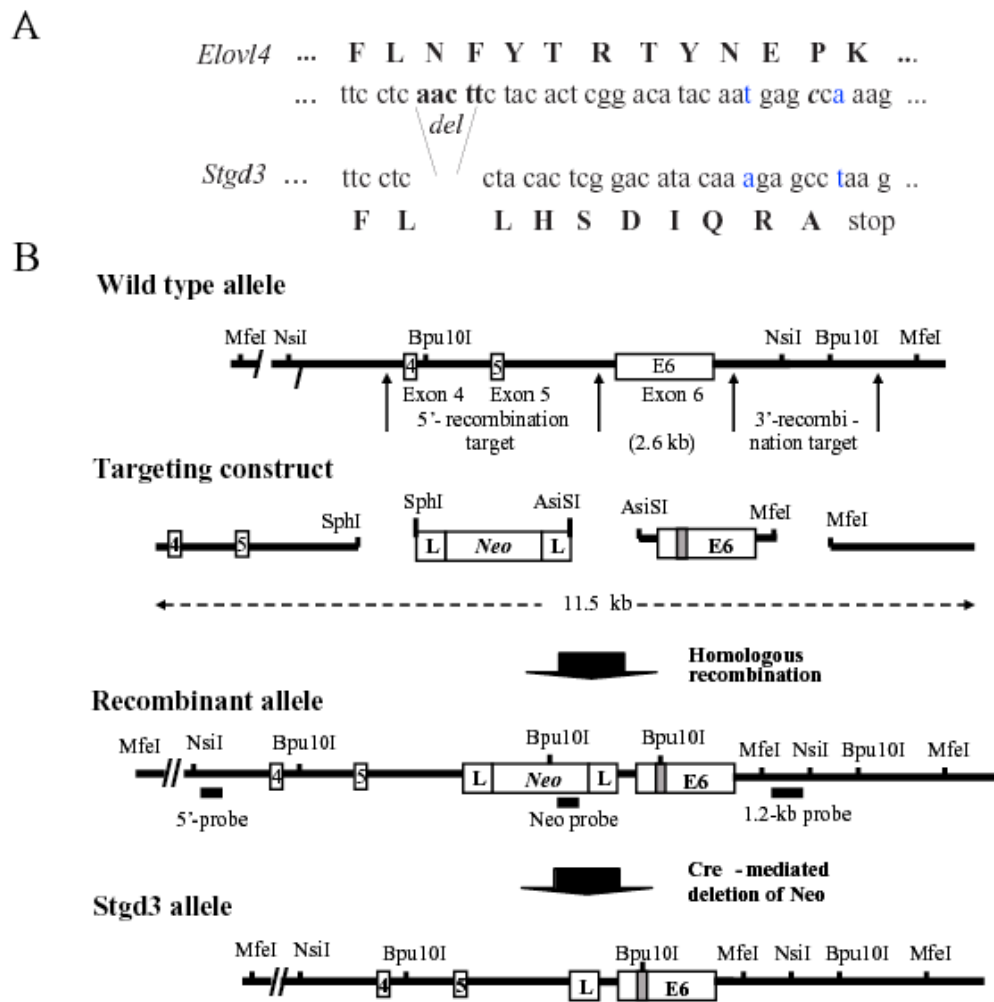 A
Elovl4 ... F L N F Y T R T Y N E P K ...
... ttc ctc aac ttc tac act cgg aca tac aat gag cca aag ...
del
Stgd3 ... ttc ctc cta cac tcg gac ata caa aga gcc taa g ..
F L L H S D I Q R A stop
B
Wild type allele
MfeI NsiI Bpu10I NsiI Bpu10I MfeI
4 5 E6
Exon 4 Exon 5 Exon 6
5'- recombination target
(2.6 kb)
3'-recombi - nation target
Targeting construct
SphI SphI AsiSI AsiSI MfeI MfeI
4 5 L Neo L E6
11.5 kb
Homologous
recombination
Recombinant allele
MfeI NsiI Bpu10I Bpu10I Bpu10I MfeI NsiI Bpu10I MfeI
4 5 L Neo L E6
5'-probe Neo probe 1.2-kb probe
Cre - mediated
deletion of Neo
Stgd3 allele
MfeI NsiI Bpu10I Bpu10I MfeI NsiI Bpu10I MfeI
4 5 L E6